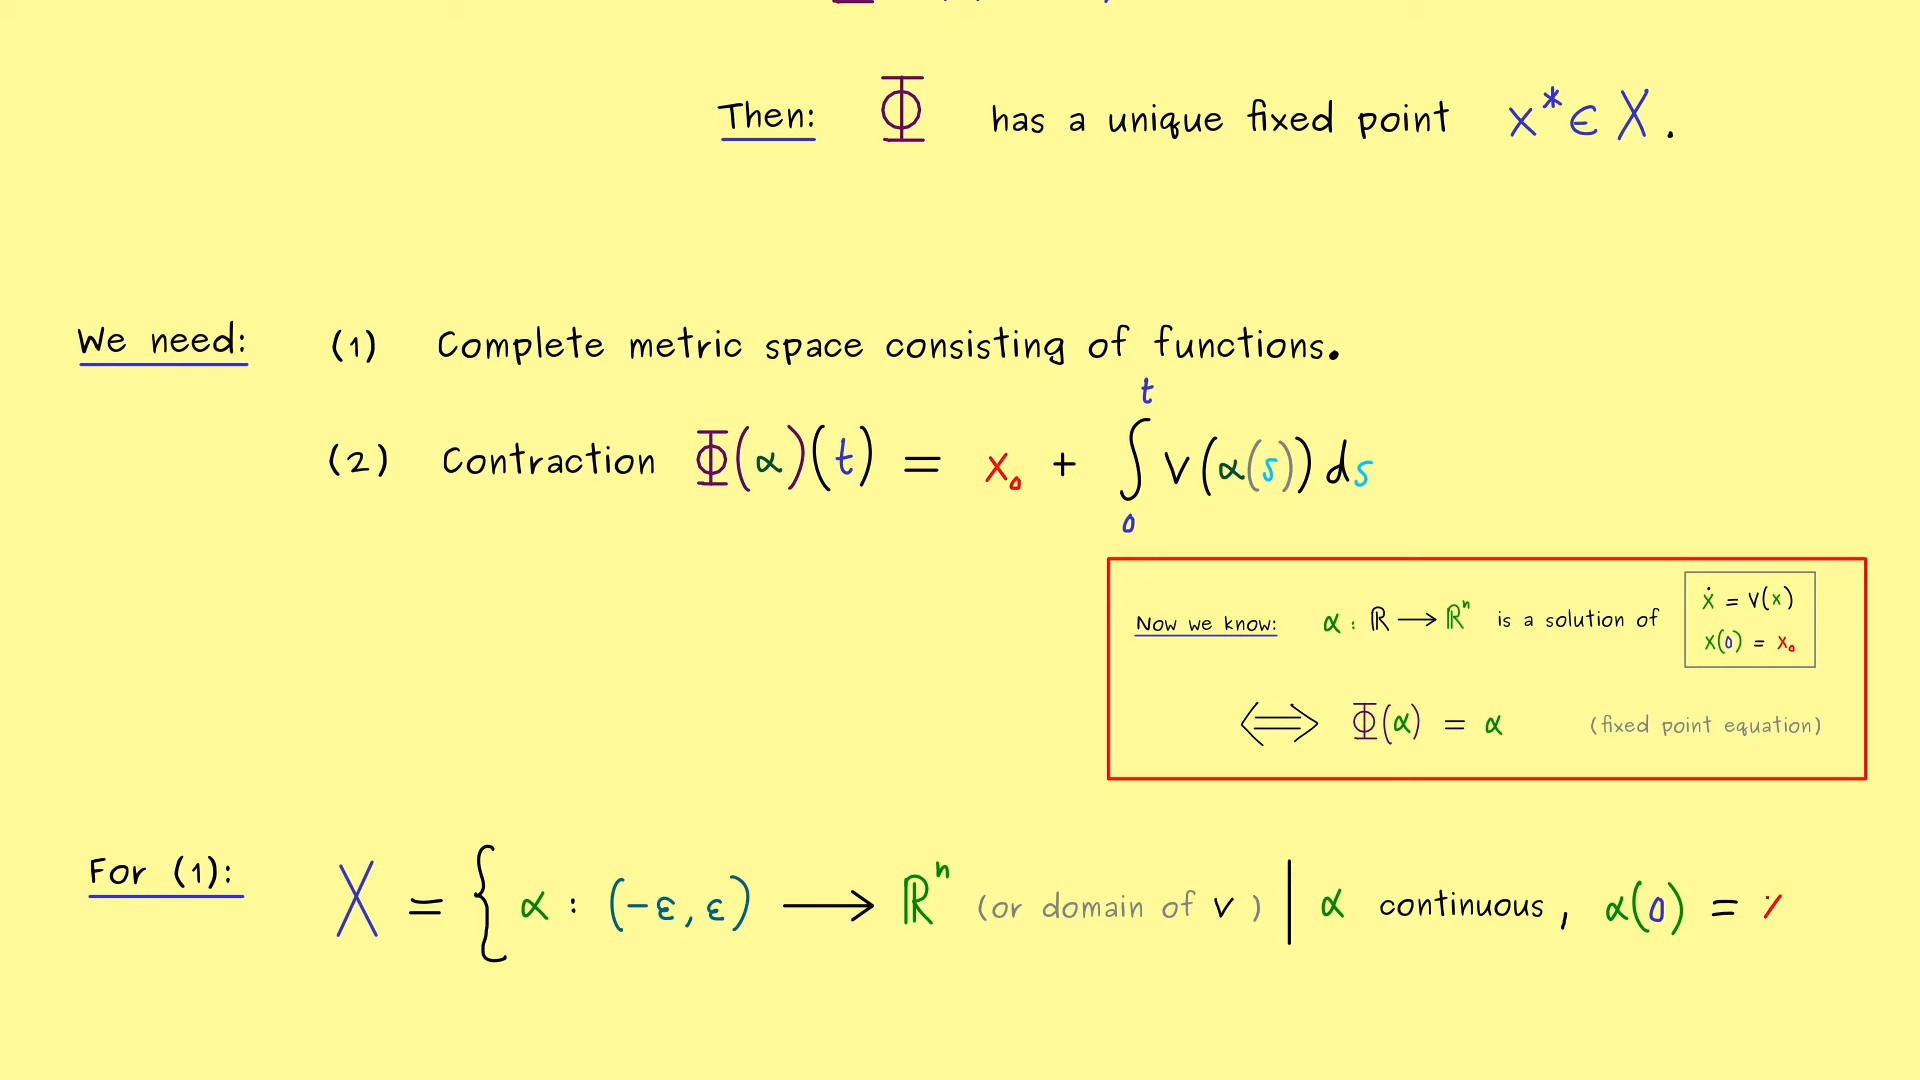 Then: Φ has a unique fixed point x* ∈ X.
We need: (1) Complete metric space consisting of functions.
(2) Contraction Φ(α)(t) = x₀ + ∫₀ᵗ v(α(s)) ds
Now we know: α : ℝ ⟶ ℝⁿ is a solution of
ẋ = v(x)
x(0) = x₀
⟺ Φ(α) = α (fixed point equation)
For (1): X = { α : (-ε, ε) ⟶ ℝⁿ (or domain of v) | α continuous, α(0) =